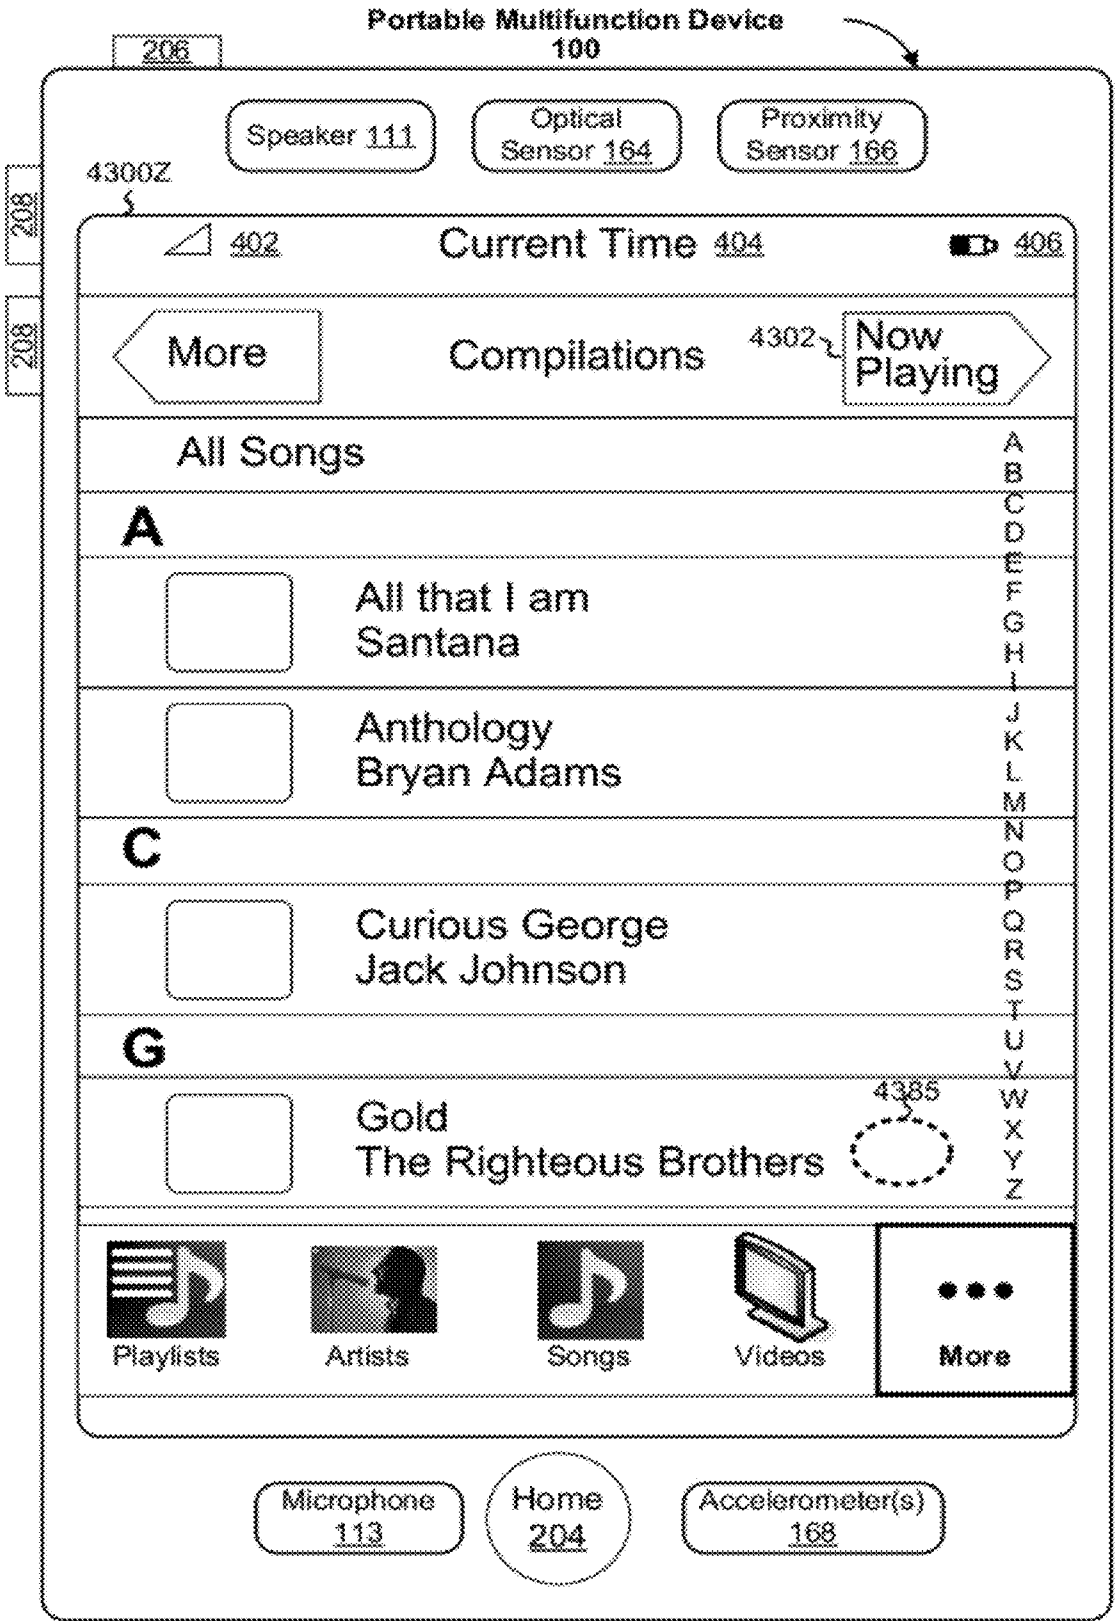 Portable Multifunction Device
100
206
Speaker 111
Optical
Sensor 164
Proximity
Sensor 166
4300Z
208
208
402
Current Time 404
406
More
Compilations
4302
Now
Playing
All Songs
A
All that I am
Santana
Anthology
Bryan Adams
C
Curious George
Jack Johnson
G
Gold
The Righteous Brothers
4385
A
B
C
D
E
F
G
H
I
J
K
L
M
N
O
P
Q
R
S
T
U
V
W
X
Y
Z
Playlists
Artists
Songs
Videos
More
Microphone
113
Home
204
Accelerometer(s)
168